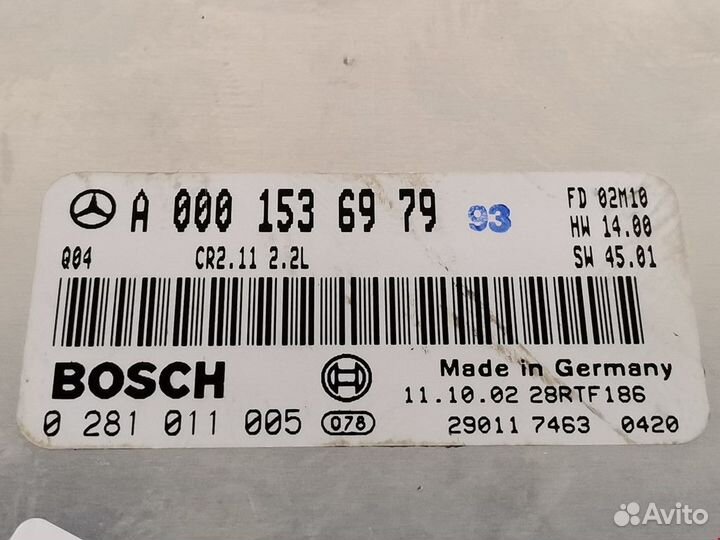 A 000 153 69 79 93 FD 02M10
HW 14.00
Q04 CR2.11 2.2L SW 45.01
BOSCH Made in Germany
11.10.02 28RTF186
0 281 011 005 078 29011 7463 0420
Avito